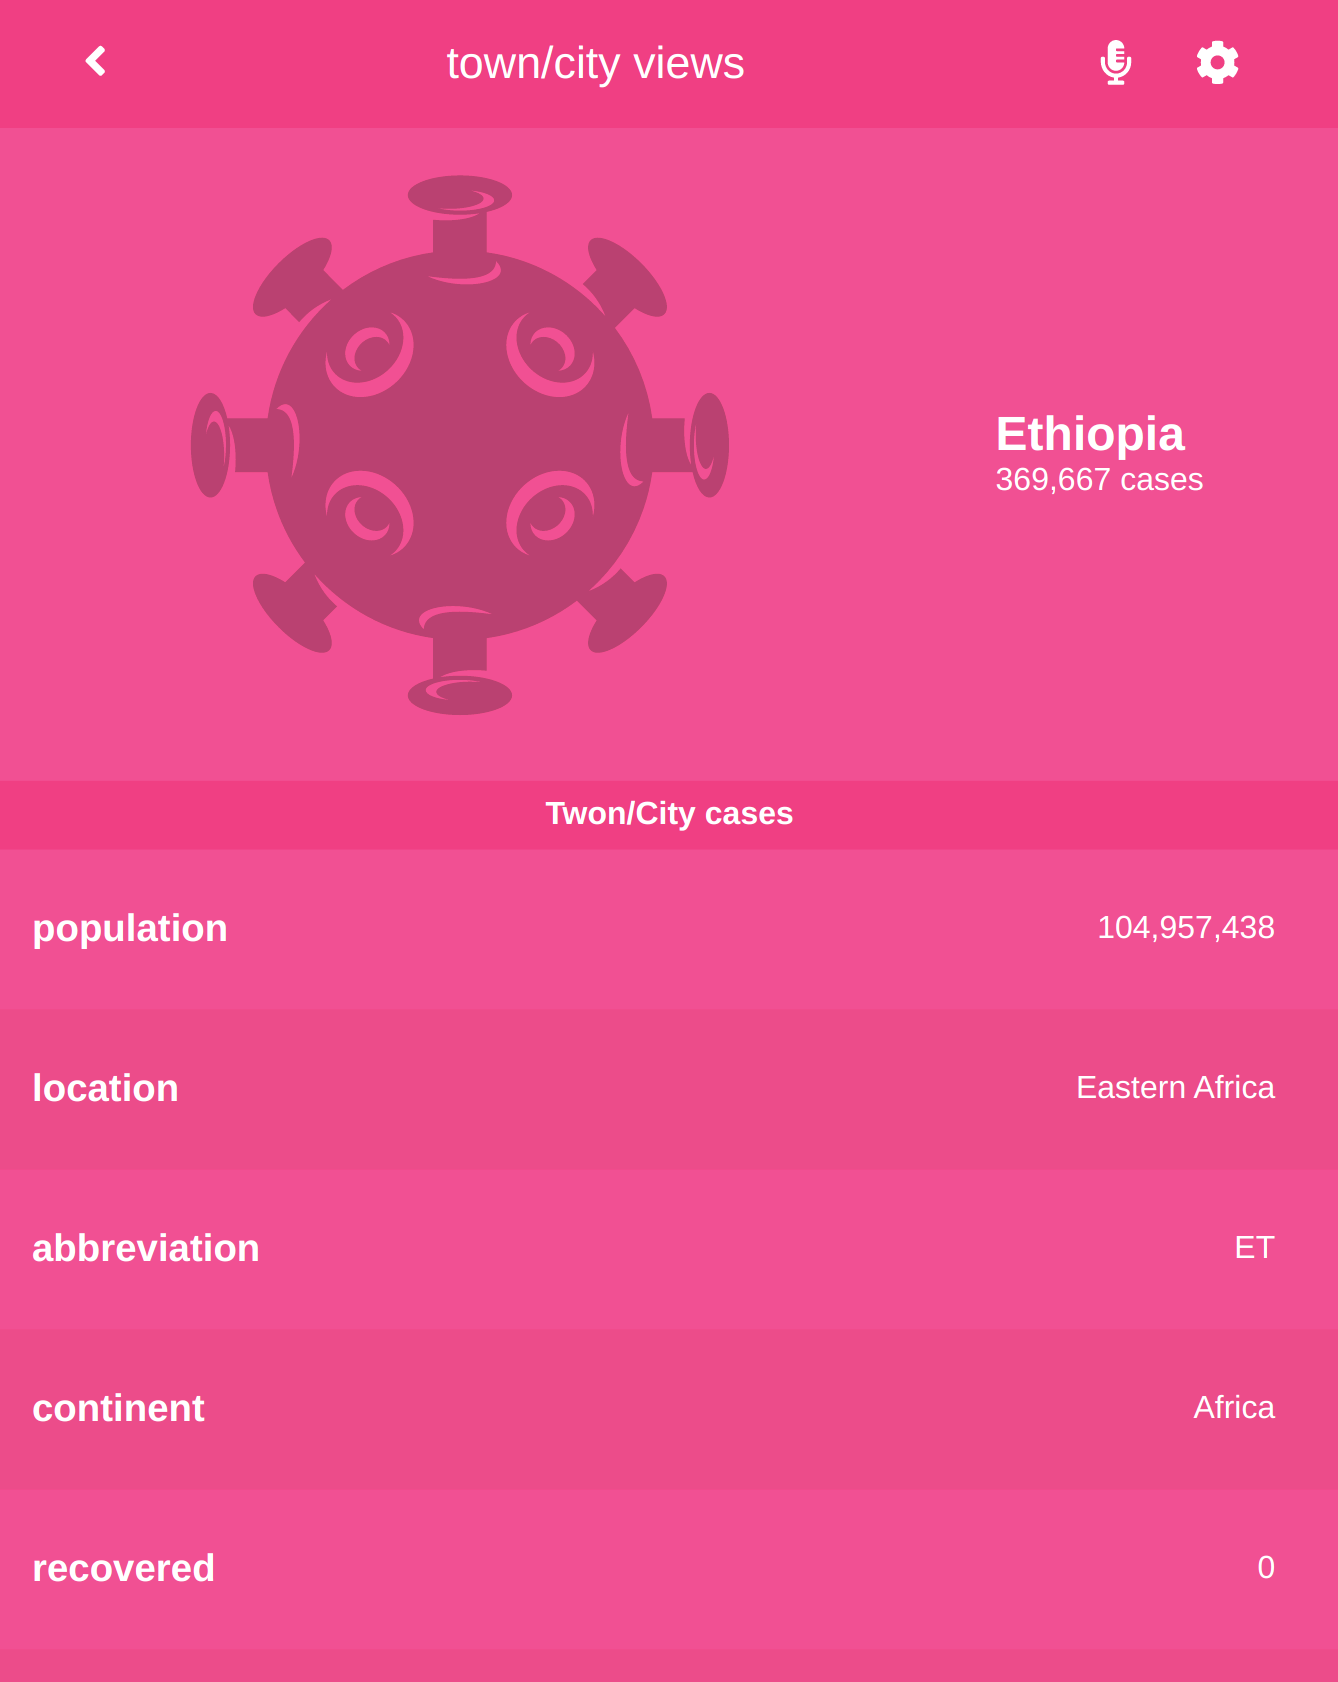 town/city views
Ethiopia
369,667 cases
Twon/City cases
population 104,957,438
location Eastern Africa
abbreviation ET
continent Africa
recovered 0